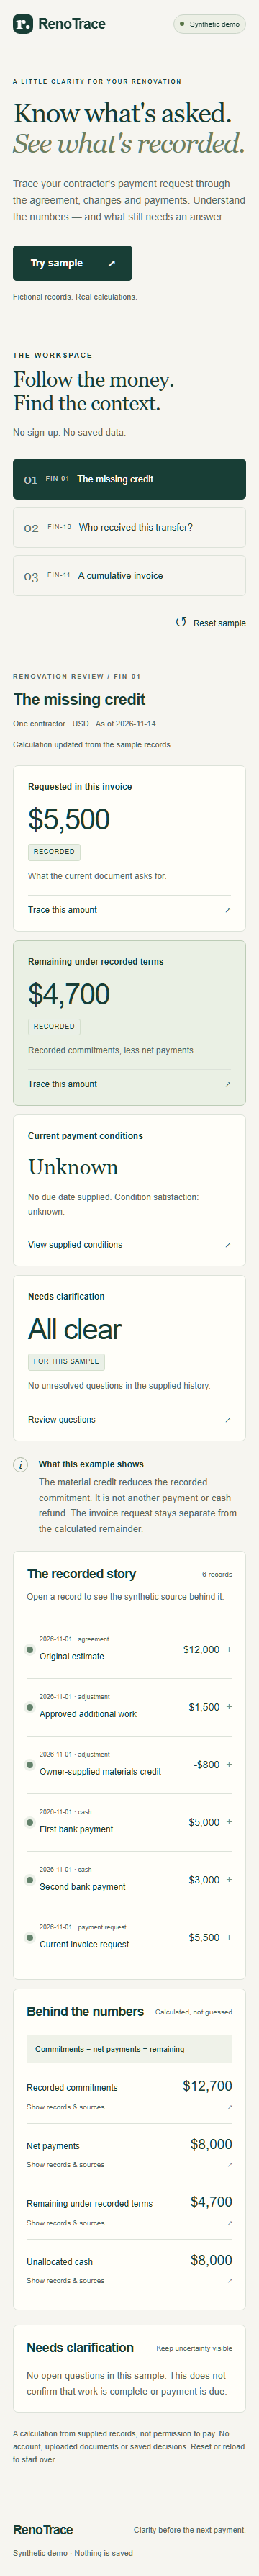 RenoTrace
Synthetic demo
A LITTLE CLARITY FOR YOUR RENOVATION
Know what's asked.
See what's recorded.
Trace your contractor's payment request through
the agreement, changes and payments. Understand
the numbers — and what still needs an answer.
Try sample ↗
Fictional records. Real calculations.
THE WORKSPACE
Follow the money.
Find the context.
No sign-up. No saved data.
01 FIN-01 The missing credit
02 FIN-16 Who received this transfer?
03 FIN-11 A cumulative invoice
Reset sample
RENOVATION REVIEW / FIN-01
The missing credit
One contractor · USD · As of 2026-11-14
Calculation updated from the sample records.
Requested in this invoice
$5,500
RECORDED
What the current document asks for.
Trace this amount ↗
Remaining under recorded terms
$4,700
RECORDED
Recorded commitments, less net payments.
Trace this amount ↗
Current payment conditions
Unknown
No due date supplied. Condition satisfaction:
unknown.
View supplied conditions ↗
Needs clarification
All clear
FOR THIS SAMPLE
No unresolved questions in the supplied history.
Review questions ↗
i What this example shows
The material credit reduces the recorded
commitment. It is not another payment or cash
refund. The invoice request stays separate from
the calculated remainder.
The recorded story 6 records
Open a record to see the synthetic source behind it.
2026-11-01 · agreement
Original estimate $12,000 +
2026-11-01 · adjustment
Approved additional work $1,500 +
2026-11-01 · adjustment
Owner-supplied materials credit -$800 +
2026-11-01 · cash
First bank payment $5,000 +
2026-11-01 · cash
Second bank payment $3,000 +
2026-11-01 · payment request
Current invoice request $5,500 +
Behind the numbers Calculated, not guessed
Commitments − net payments = remaining
Recorded commitments $12,700
Show records & sources ↗
Net payments $8,000
Show records & sources ↗
Remaining under recorded terms $4,700
Show records & sources ↗
Unallocated cash $8,000
Show records & sources ↗
Needs clarification Keep uncertainty visible
No open questions in this sample. This does not
confirm that work is complete or payment is due.
A calculation from supplied records, not permission to pay. No
account, uploaded documents or saved decisions. Reset or reload
to start over.
RenoTrace Clarity before the next payment.
Synthetic demo · Nothing is saved